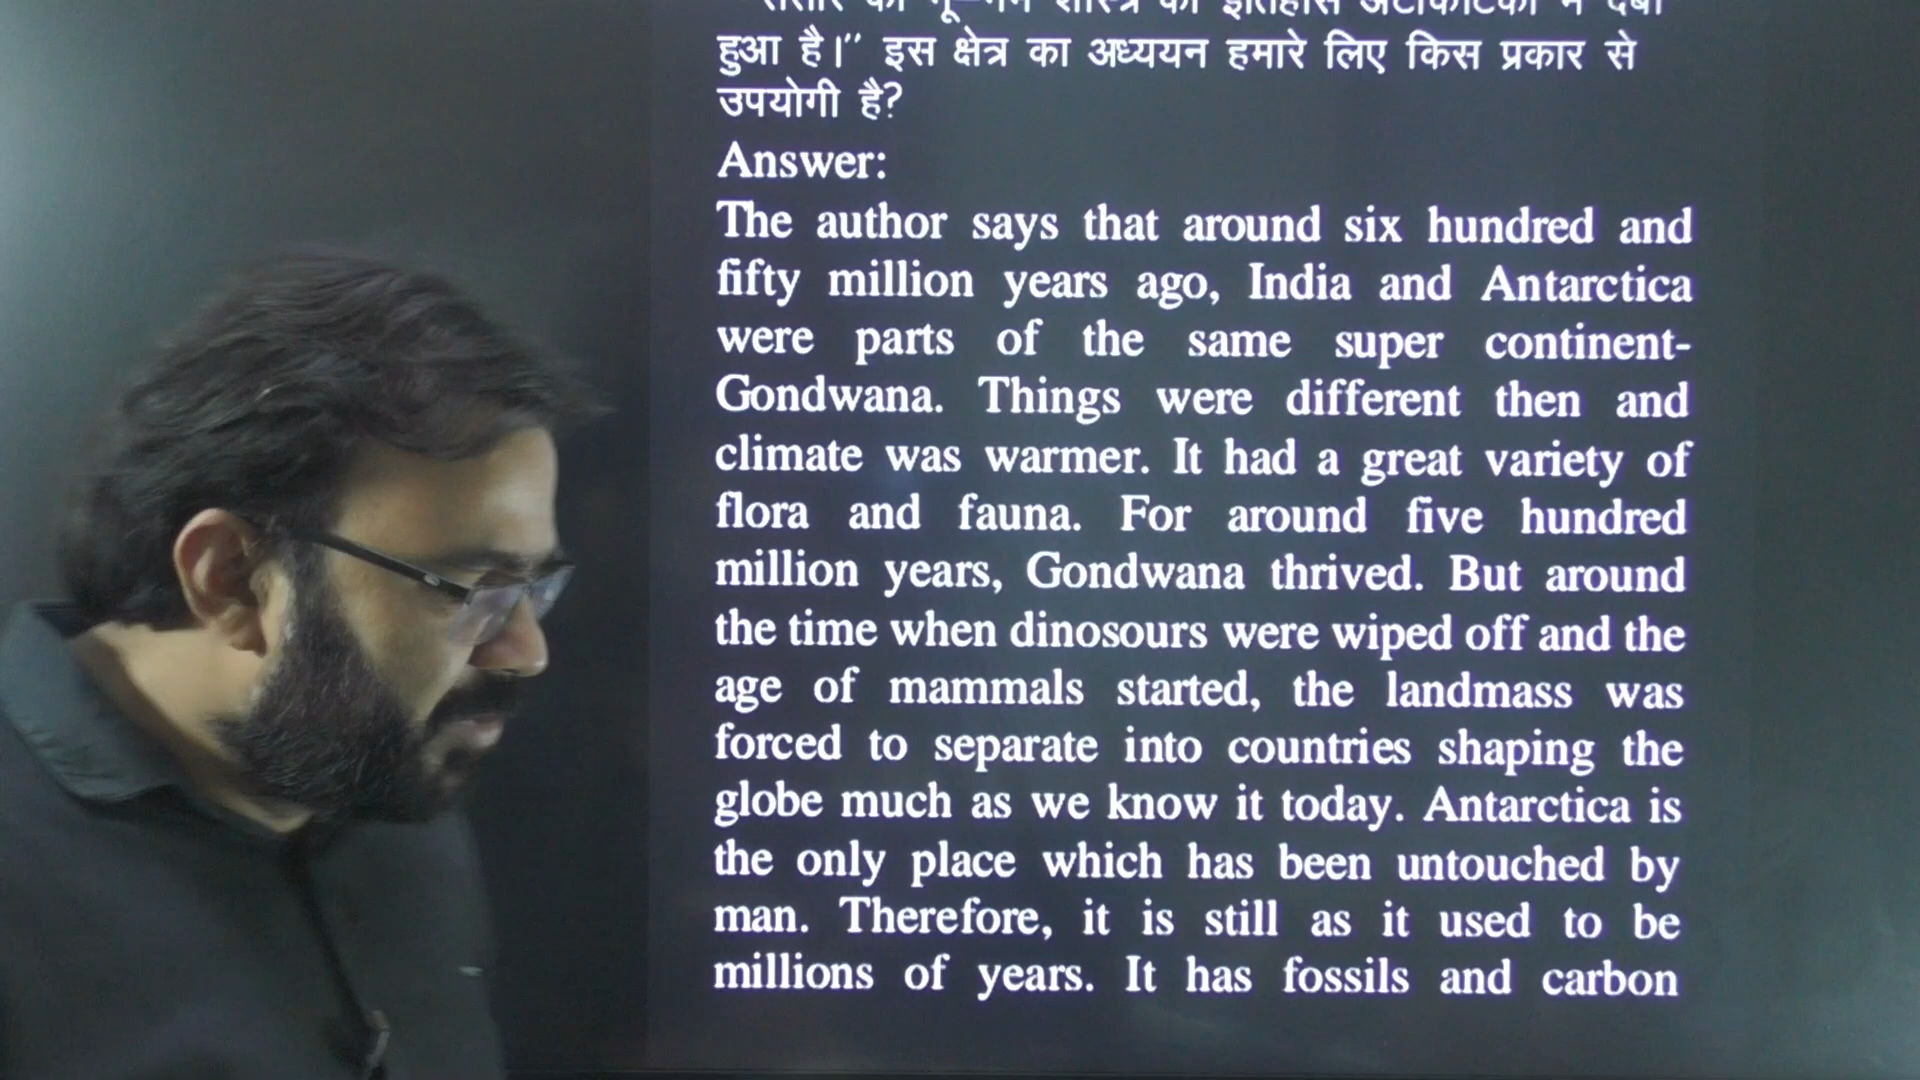 संसार का भू–गर्भ शास्त्र का इतिहास अंटार्कटिका में दबा
हुआ है।” इस क्षेत्र का अध्ययन हमारे लिए किस प्रकार से
उपयोगी है?
Answer:
The author says that around six hundred and
fifty million years ago, India and Antarctica
were parts of the same super continent-
Gondwana. Things were different then and
climate was warmer. It had a great variety of
flora and fauna. For around five hundred
million years, Gondwana thrived. But around
the time when dinosours were wiped off and the
age of mammals started, the landmass was
forced to separate into countries shaping the
globe much as we know it today. Antarctica is
the only place which has been untouched by
man. Therefore, it is still as it used to be
millions of years. It has fossils and carbon